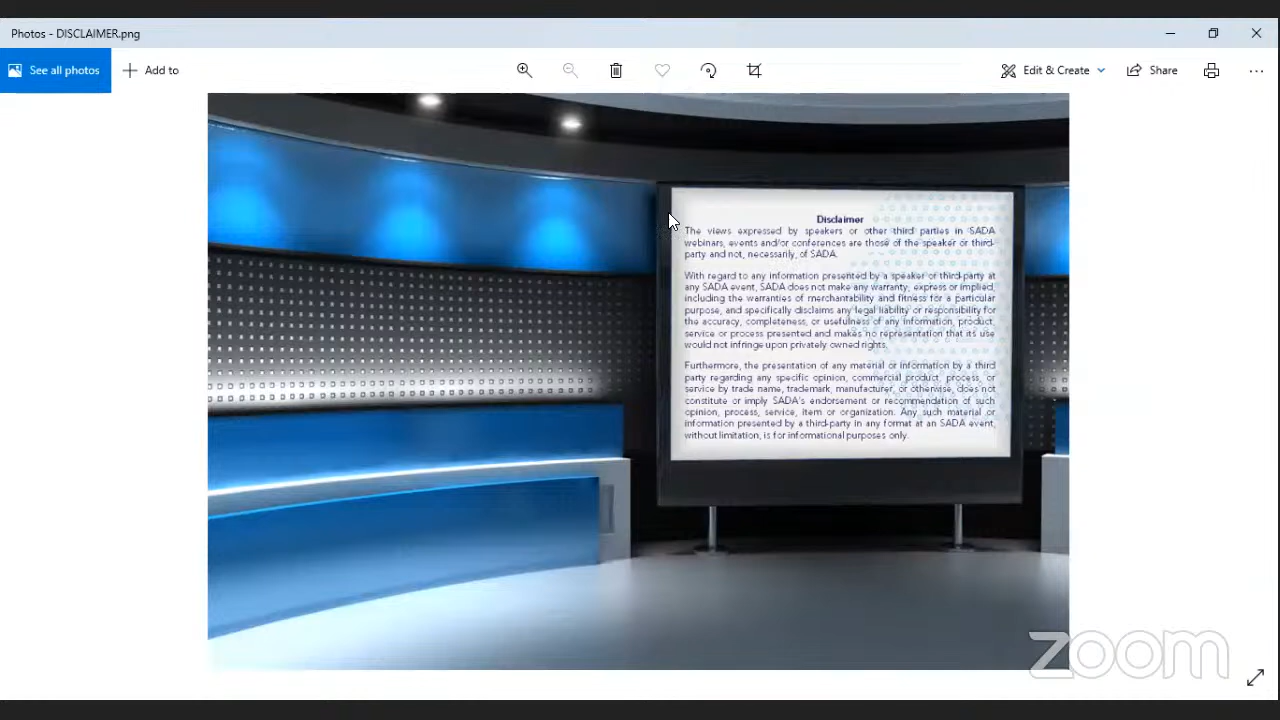 Photos - DISCLAIMER.png
See all photos
Add to
Edit & Create
Share
Disclaimer
The views expressed by speakers or other third parties in SADA
webinars, events and/or conferences are those of the speaker or third-
party and not, necessarily, of SADA.
With regard to any information presented by a speaker or third-party at
any SADA event, SADA does not make any warranty, express or implied,
including the warranties of merchantability and fitness for a particular
purpose, and specifically disclaims any legal liability or responsibility for
the accuracy, completeness, or usefulness of any information, product,
service or process presented and makes no representation that its use
would not infringe upon privately owned rights.
Furthermore, the presentation of any material or information by a third
party regarding any specific opinion, commercial product, process, or
service by trade name, trademark, manufacturer, or otherwise, does not
constitute or imply SADA's endorsement or recommendation of such
opinion, process, service, item or organization. Any such material or
information presented by a third-party in any format at an SADA event,
without limitation, is for informational purposes only.
zoom